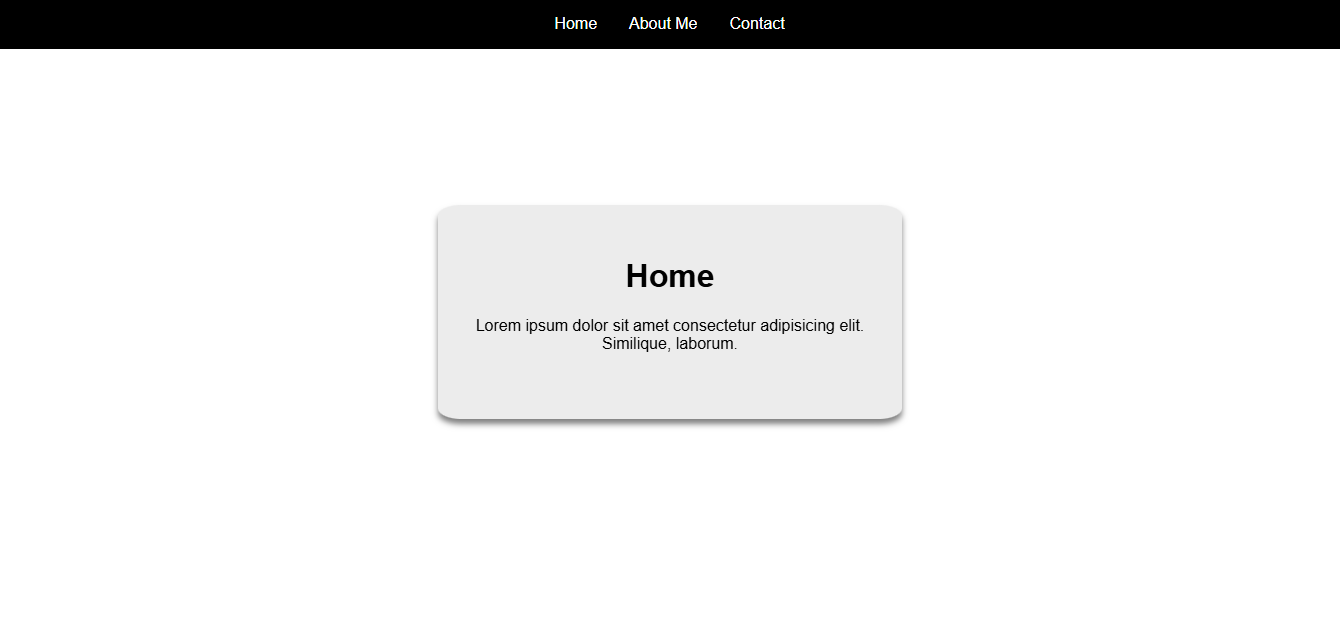 Home About Me Contact
Home
Lorem ipsum dolor sit amet consectetur adipisicing elit.
Similique, laborum.